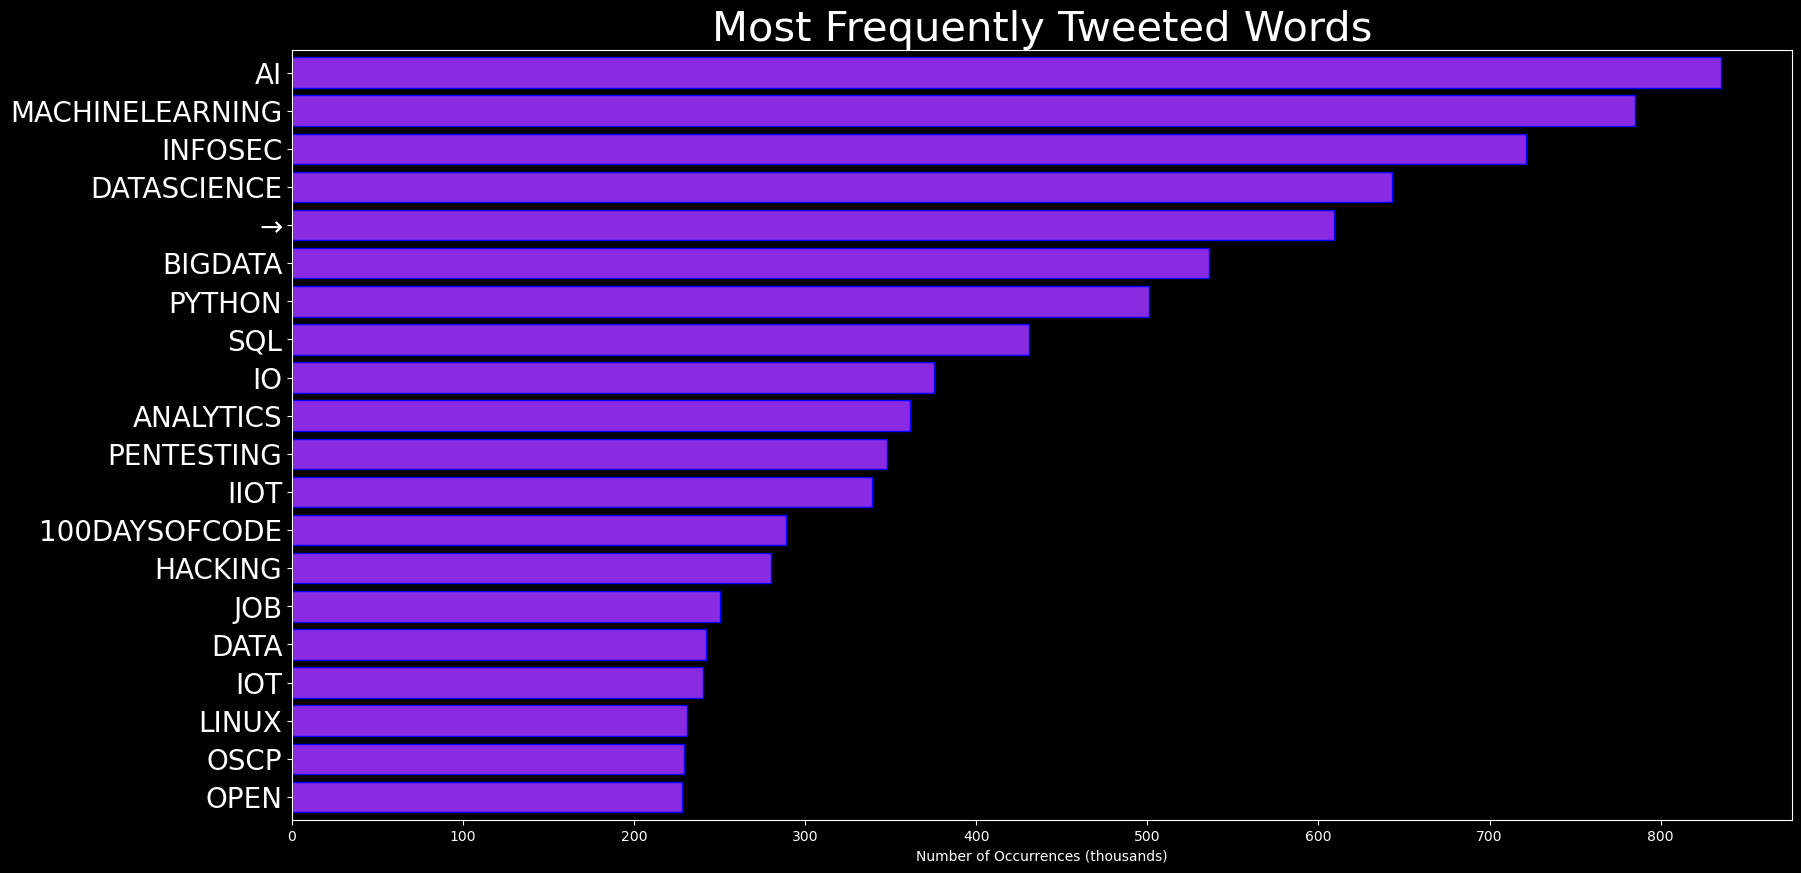 Most Frequently Tweeted Words
AI
MACHINELEARNING
INFOSEC
DATASCIENCE
→
BIGDATA
PYTHON
SQL
IO
ANALYTICS
PENTESTING
IIOT
100DAYSOFCODE
HACKING
JOB
DATA
IOT
LINUX
OSCP
OPEN
0 100 200 300 400 500 600 700 800
Number of Occurrences (thousands)